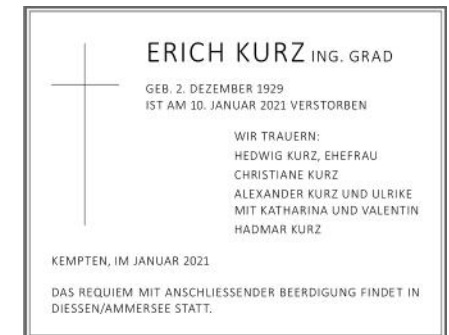 ERICH KURZ ING. GRAD
GEB. 2. DEZEMBER 1929
IST AM 10. JANUAR 2021 VERSTORBEN
WIR TRAUERN:
HEDWIG KURZ, EHEFRAU
CHRISTIANE KURZ
ALEXANDER KURZ UND ULRIKE
MIT KATHARINA UND VALENTIN
HADMAR KURZ
KEMPTEN, IM JANUAR 2021
DAS REQUIEM MIT ANSCHLIESSENDER BEERDIGUNG FINDET IN
DIESSEN/AMMERSEE STATT.